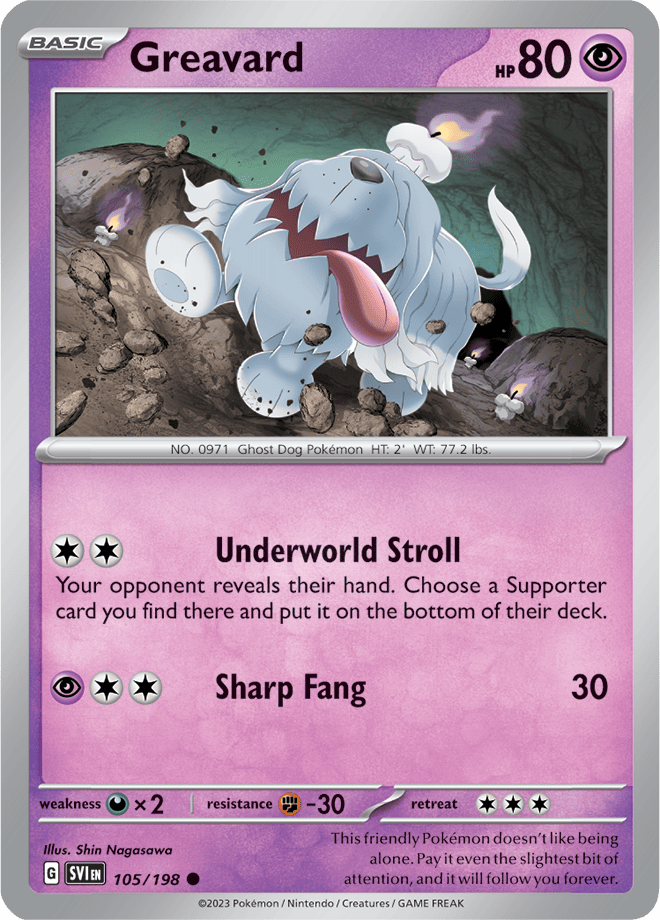 BASIC
Greavard
HP 80
NO. 0971 Ghost Dog Pokémon HT: 2' WT: 77.2 lbs.
Underworld Stroll
Your opponent reveals their hand. Choose a Supporter
card you find there and put it on the bottom of their deck.
Sharp Fang 30
weakness ×2 resistance -30 retreat
Illus. Shin Nagasawa
G SVI EN 105/198
This friendly Pokémon doesn't like being
alone. Pay it even the slightest bit of
attention, and it will follow you forever.
©2023 Pokémon / Nintendo / Creatures / GAME FREAK